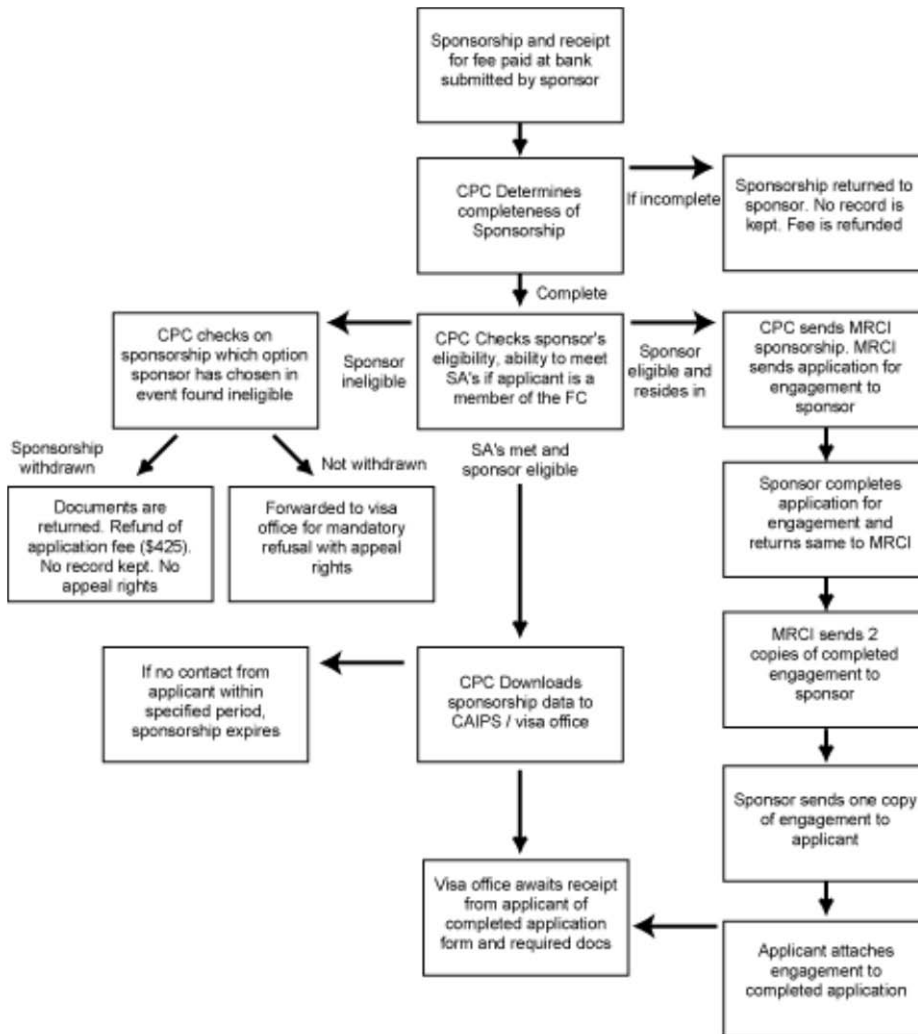 Sponsorship and receipt
for fee paid at bank
submitted by sponsor
CPC Determines
completeness of
Sponsorship
If incomplete
Sponsorship returned to
sponsor. No record is
kept. Fee is refunded
Complete
CPC checks on
sponsorship which option
sponsor has chosen in
event found ineligible
Sponsor
ineligible
CPC Checks sponsor's
eligibility, ability to meet
SA's if applicant is a
member of the FC
Sponsor
eligible and
resides in
CPC sends MRCI
sponsorship. MRCI
sends application for
engagement to
sponsor
Sponsorship
withdrawn
Not withdrawn
SA's met and
sponsor eligible
Documents are
returned. Refund of
application fee ($425).
No record kept. No
appeal rights
Forwarded to visa
office for mandatory
refusal with appeal
rights
Sponsor completes
application for
engagement and
returns same to MRCI
MRCI sends 2
copies of completed
engagement to
sponsor
If no contact from
applicant within
specified period,
sponsorship expires
CPC Downloads
sponsorship data to
CAIPS / visa office
Sponsor sends one copy
of engagement to
applicant
Visa office awaits receipt
from applicant of
completed application
form and required docs
Applicant attaches
engagement to
completed application